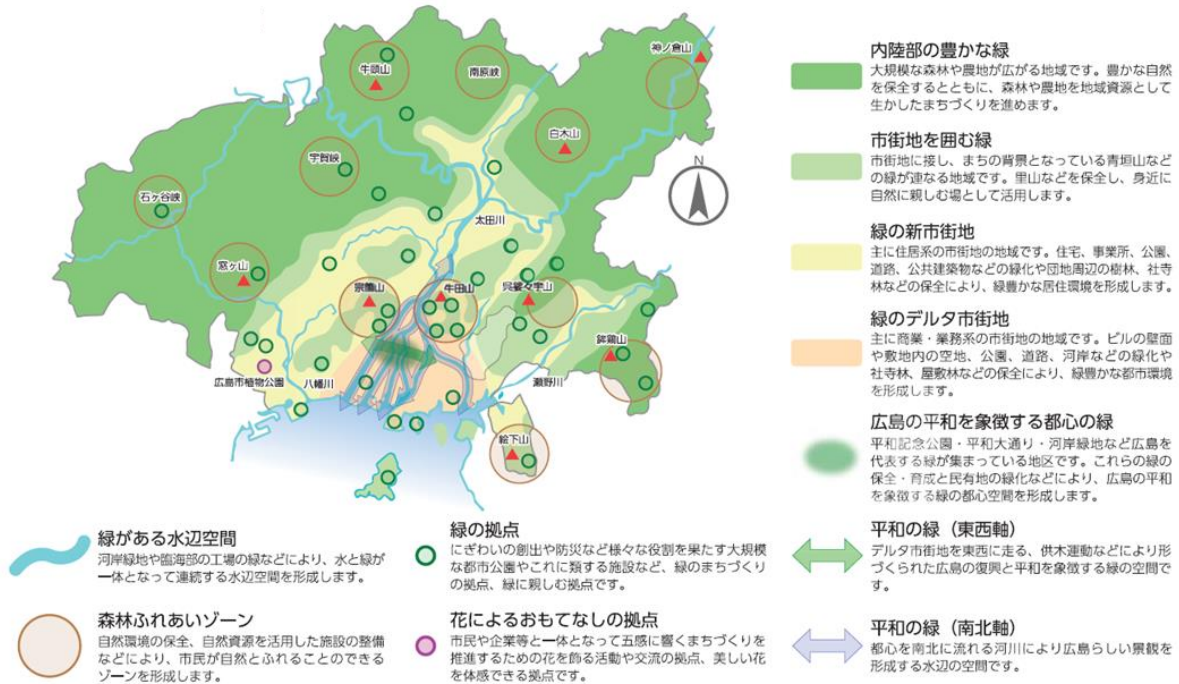 牛頭山
南原峡
神ノ倉山
白木山
宇賀峡
石ヶ谷峡
N
太田川
窓ヶ山
宗箇山
牛田山
呉娑々宇山
鉾取山
広島市植物公園
八幡川
瀬野川
絵下山
内陸部の豊かな緑
大規模な森林や農地が広がる地域です。豊かな自然
を保全するとともに、森林や農地を地域資源として
生かしたまちづくりを進めます。
市街地を囲む緑
市街地に接し、まちの背景となっている青垣山など
の緑が連なる地域です。里山などを保全し、身近に
自然に親しむ場として活用します。
緑の新市街地
主に住居系の市街地の地域です。住宅、事業所、公園、
道路、公共建築物などの緑化や団地周辺の樹林、社寺
林などの保全により、緑豊かな居住環境を形成します。
緑のデルタ市街地
主に商業・業務系の市街地の地域です。ビルの壁面
や敷地内の空地、公園、道路、河岸などの緑化や
社寺林、屋敷林などの保全により、緑豊かな都市環境
を形成します。
広島の平和を象徴する都心の緑
平和記念公園・平和大通り・河岸緑地など広島を
代表する緑が集まっている地区です。これらの緑の
保全・育成と民有地の緑化などにより、広島の平和
を象徴する緑の都心空間を形成します。
緑がある水辺空間
河岸緑地や臨海部の工場の緑などにより、水と緑が
一体となって連続する水辺空間を形成します。
緑の拠点
にぎわいの創出や防災など様々な役割を果たす大規模
な都市公園やこれに類する施設など、緑のまちづくり
の拠点、緑に親しむ拠点です。
平和の緑（東西軸）
デルタ市街地を東西に走る、供木運動などにより形
づくられた広島の復興と平和を象徴する緑の空間で
す。
森林ふれあいゾーン
自然環境の保全、自然資源を活用した施設の整備
などにより、市民が自然とふれることのできる
ゾーンを形成します。
花によるおもてなしの拠点
市民や企業等と一体となって五感に響くまちづくりを
推進するための花を飾る活動や交流の拠点、美しい花
を体感できる拠点です。
平和の緑（南北軸）
都心を南北に流れる河川により広島らしい景観を
形成する水辺の空間です。